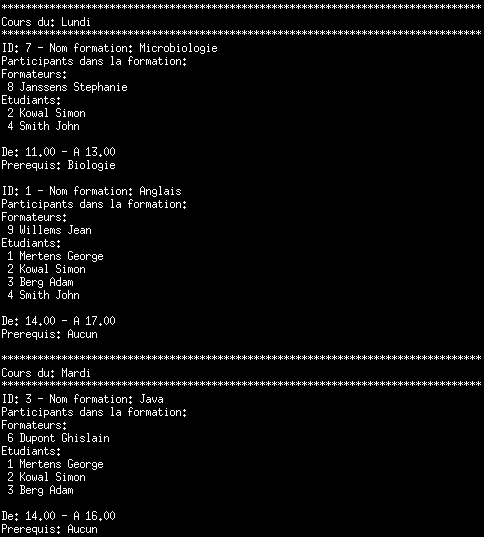 ********************************************************************************
Cours du: Lundi
********************************************************************************
ID: 7 - Nom formation: Microbiologie
Participants dans la formation:
Formateurs:
 8 Janssens Stephanie
Etudiants:
 2 Kowal Simon
 4 Smith John

De: 11.00 - A 13.00
Prerequis: Biologie

ID: 1 - Nom formation: Anglais
Participants dans la formation:
Formateurs:
 9 Willems Jean
Etudiants:
 1 Mertens George
 2 Kowal Simon
 3 Berg Adam
 4 Smith John

De: 14.00 - A 17.00
Prerequis: Aucun

********************************************************************************
Cours du: Mardi
********************************************************************************
ID: 3 - Nom formation: Java
Participants dans la formation:
Formateurs:
 6 Dupont Ghislain
Etudiants:
 1 Mertens George
 2 Kowal Simon
 3 Berg Adam

De: 14.00 - A 16.00
Prerequis: Aucun